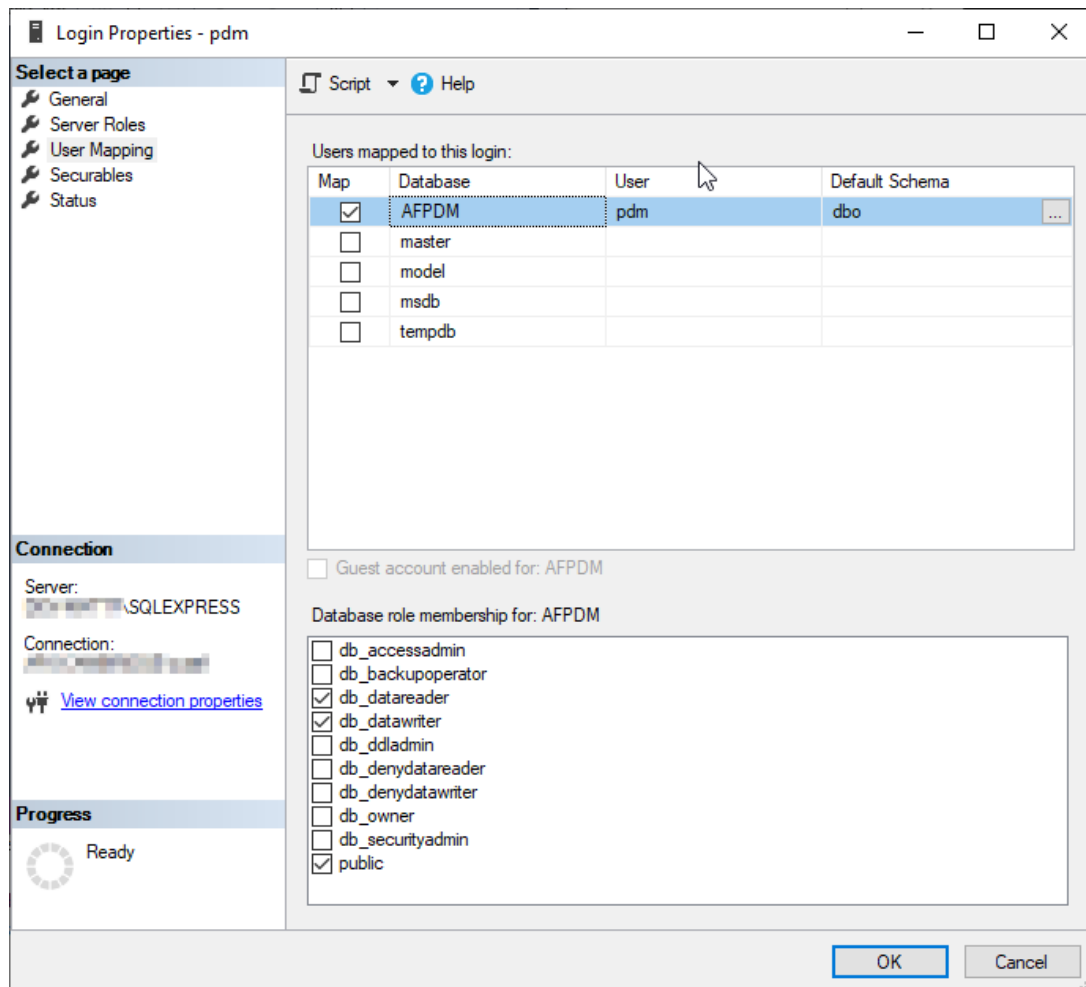 Login Properties - pdm
Select a page
General
Server Roles
User Mapping
Securables
Status
Script
Help
Users mapped to this login:
Map Database User Default Schema
AFPDM pdm dbo ...
master
model
msdb
tempdb
Guest account enabled for: AFPDM
Database role membership for: AFPDM
db_accessadmin
db_backupoperator
db_datareader
db_datawriter
db_ddladmin
db_denydatareader
db_denydatawriter
db_owner
db_securityadmin
public
Connection
Server:
\SQLEXPRESS
Connection:
View connection properties
Progress
Ready
OK Cancel